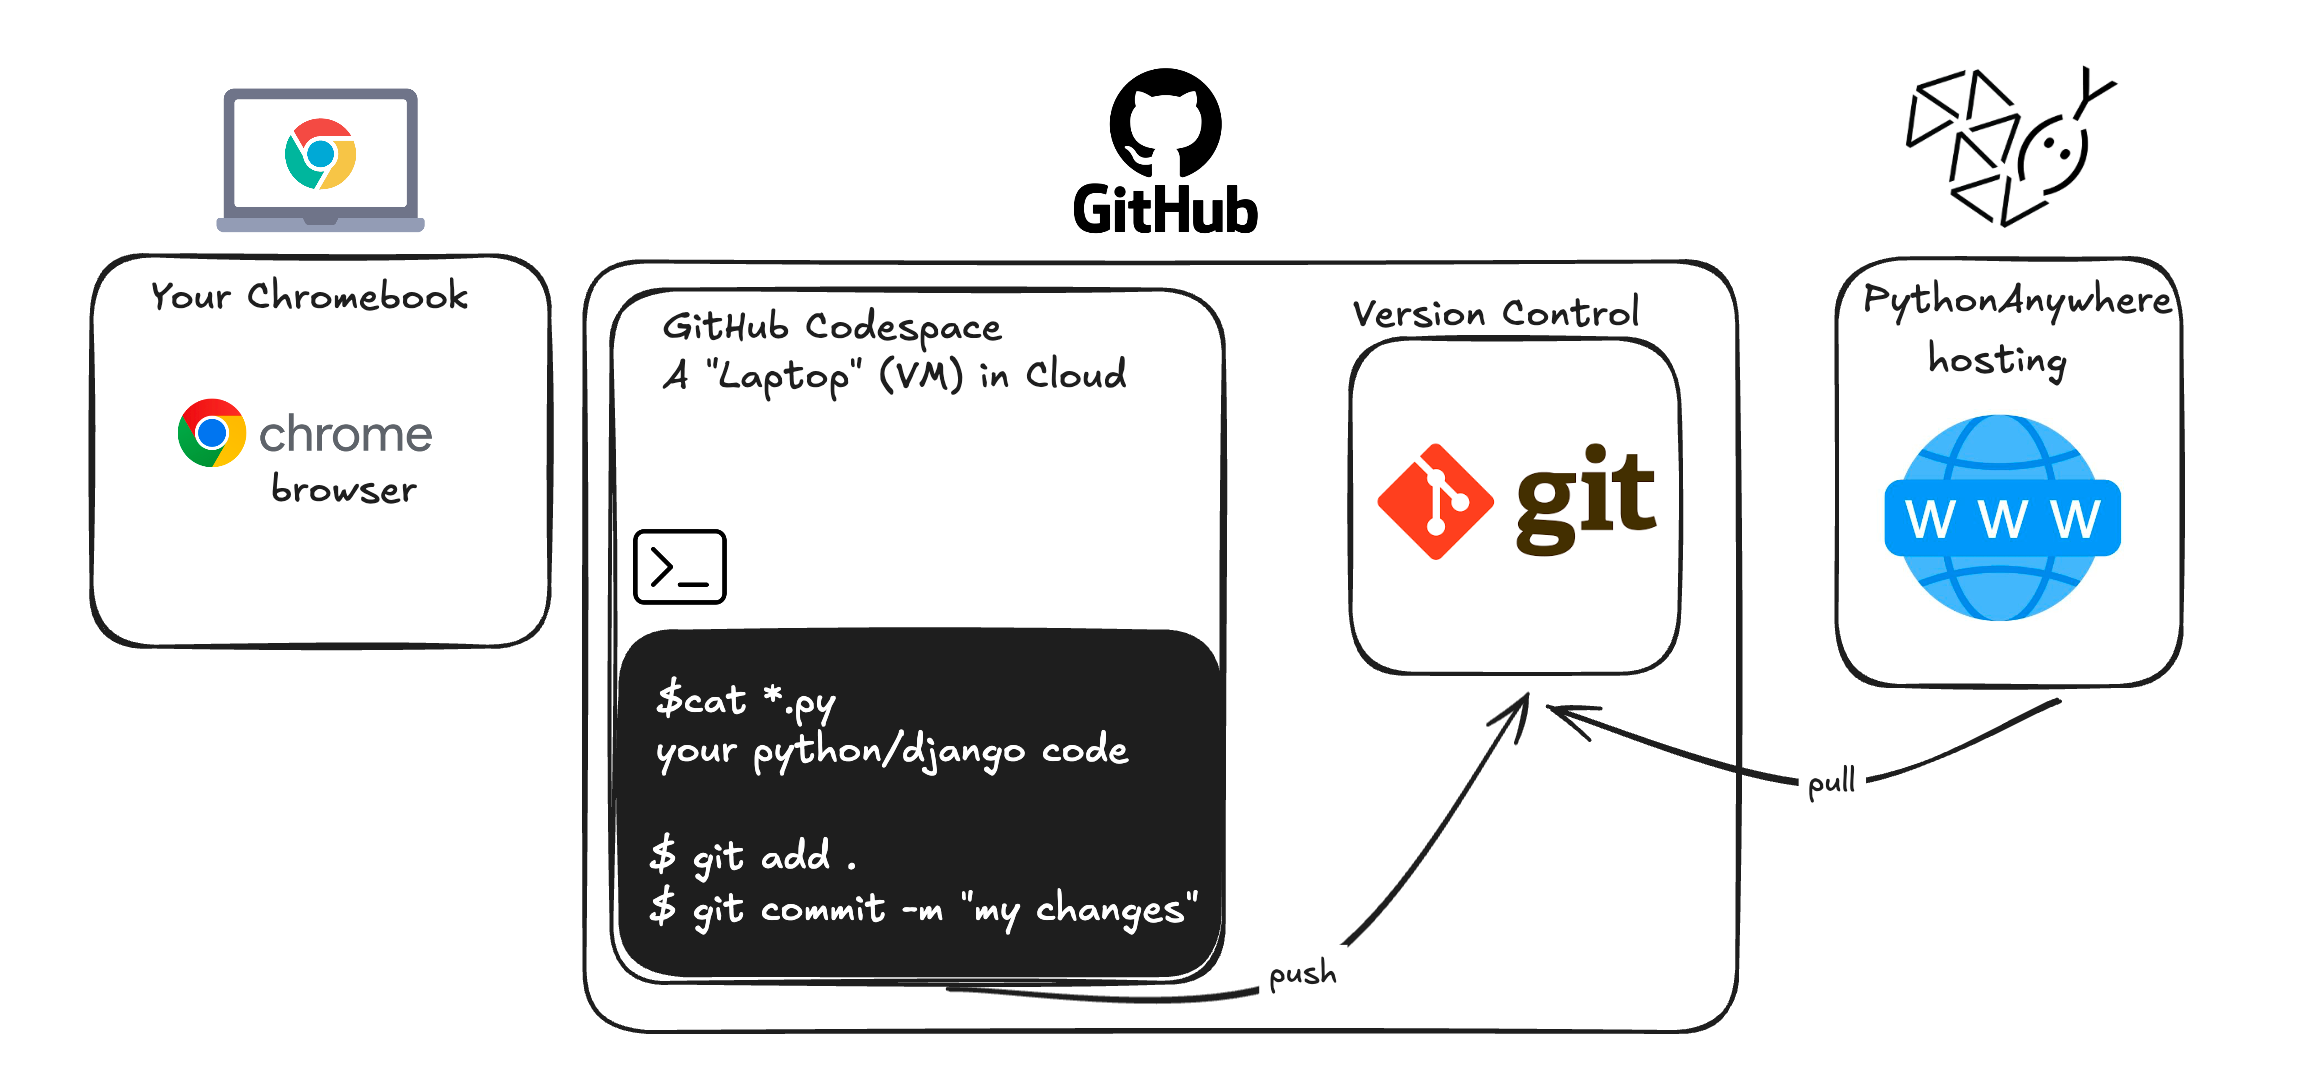 GitHub
Your Chromebook
chrome
browser
GitHub Codespace
A "Laptop" (VM) in Cloud
>_
$cat *.py
your python/django code
$ git add .
$ git commit -m "my changes"
push
Version Control
git
pull
PythonAnywhere
hosting
WWW